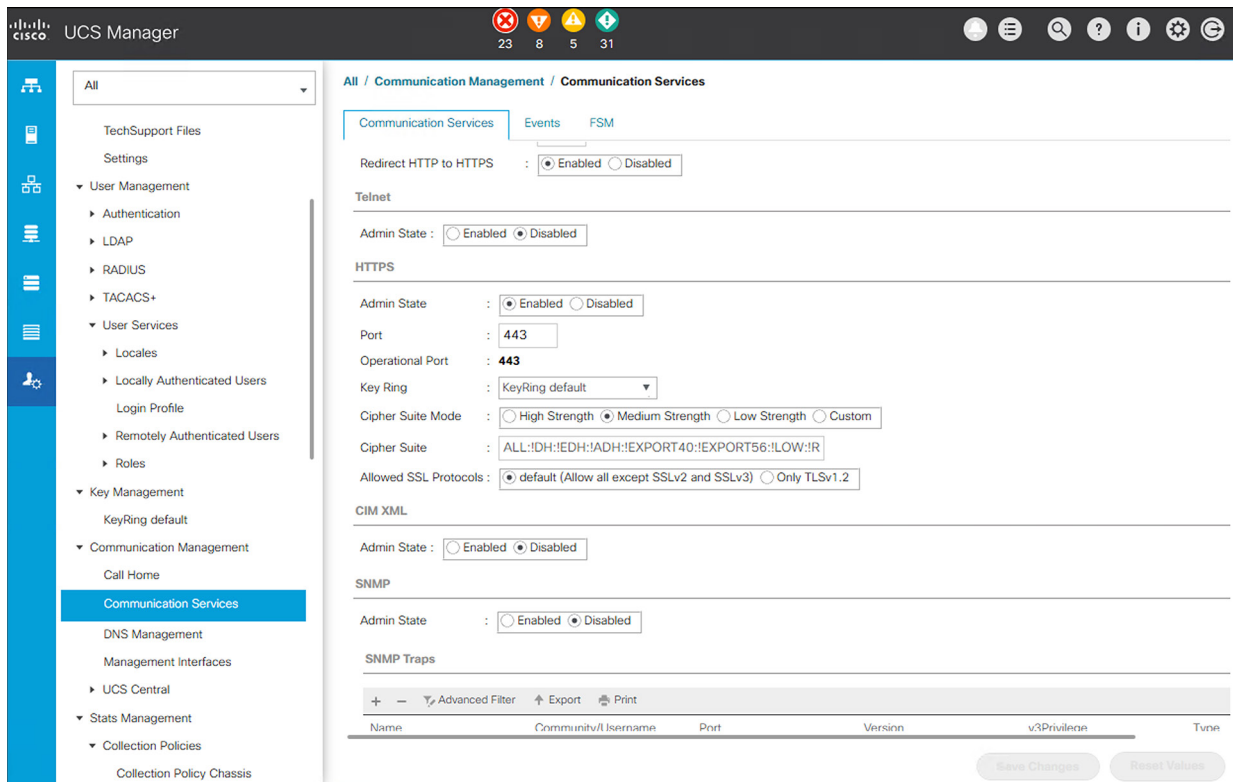 cisco UCS Manager
23 8 5 31
All
TechSupport Files
Settings
User Management
Authentication
LDAP
RADIUS
TACACS+
User Services
Locales
Locally Authenticated Users
Login Profile
Remotely Authenticated Users
Roles
Key Management
KeyRing default
Communication Management
Call Home
Communication Services
DNS Management
Management Interfaces
UCS Central
Stats Management
Collection Policies
Collection Policy Chassis
All / Communication Management / Communication Services
Communication Services Events FSM
Redirect HTTP to HTTPS : Enabled Disabled
Telnet
Admin State : Enabled Disabled
HTTPS
Admin State : Enabled Disabled
Port : 443
Operational Port : 443
Key Ring : KeyRing default
Cipher Suite Mode : High Strength Medium Strength Low Strength Custom
Cipher Suite : ALL:!DH:!EDH:!ADH:!EXPORT40:!EXPORT56:!LOW:!R
Allowed SSL Protocols : default (Allow all except SSLv2 and SSLv3) Only TLSv1.2
CIM XML
Admin State : Enabled Disabled
SNMP
Admin State : Enabled Disabled
SNMP Traps
+ − Advanced Filter Export Print
Name Community/Username Port Version v3Privilege Type
Save Changes Reset Values